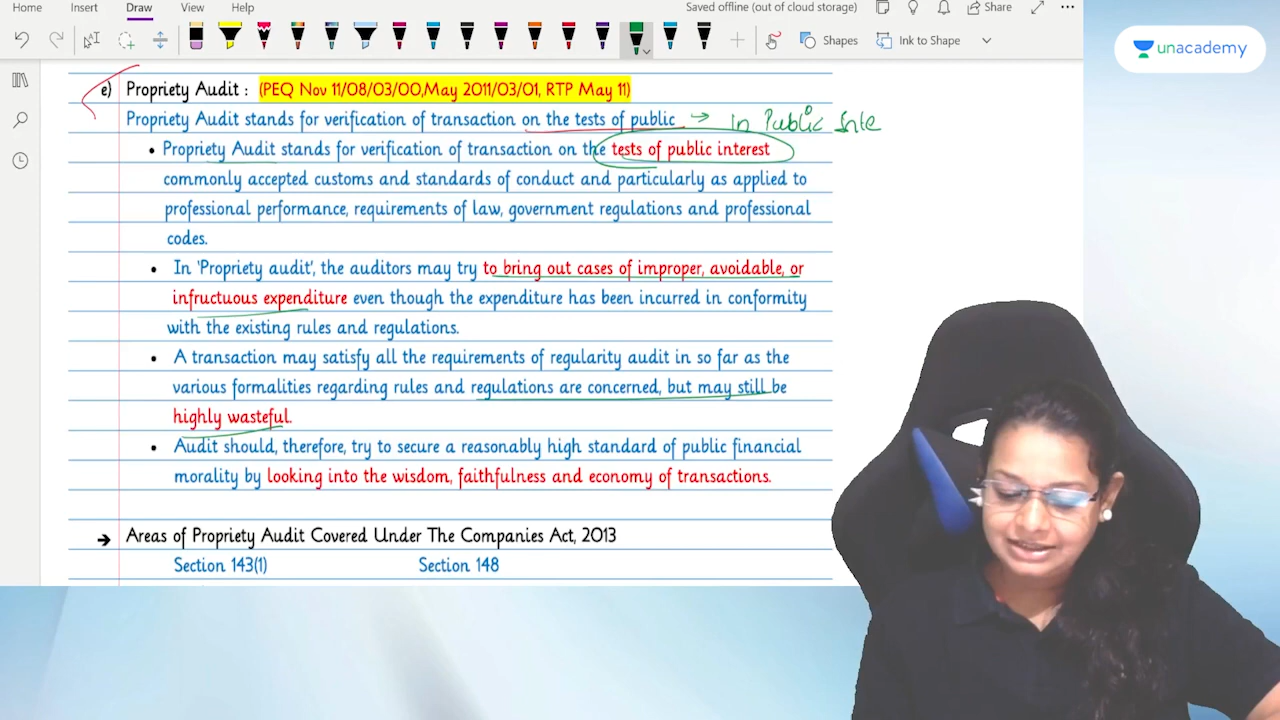 Home Insert Draw View Help Saved offline (out of cloud storage) Share
Shapes Ink to Shape
unacademy
e) Propriety Audit : (PEQ Nov 11/08/03/00,May 2011/03/01, RTP May 11)
Propriety Audit stands for verification of transaction on the tests of public → in Public Inte
• Propriety Audit stands for verification of transaction on the tests of public interest
commonly accepted customs and standards of conduct and particularly as applied to
professional performance, requirements of law, government regulations and professional
codes.
• In 'Propriety audit', the auditors may try to bring out cases of improper, avoidable, or
infructuous expenditure even though the expenditure has been incurred in conformity
with the existing rules and regulations.
• A transaction may satisfy all the requirements of regularity audit in so far as the
various formalities regarding rules and regulations are concerned, but may still be
highly wasteful.
• Audit should, therefore, try to secure a reasonably high standard of public financial
morality by looking into the wisdom, faithfulness and economy of transactions.
→ Areas of Propriety Audit Covered Under The Companies Act, 2013
Section 143(1) Section 148